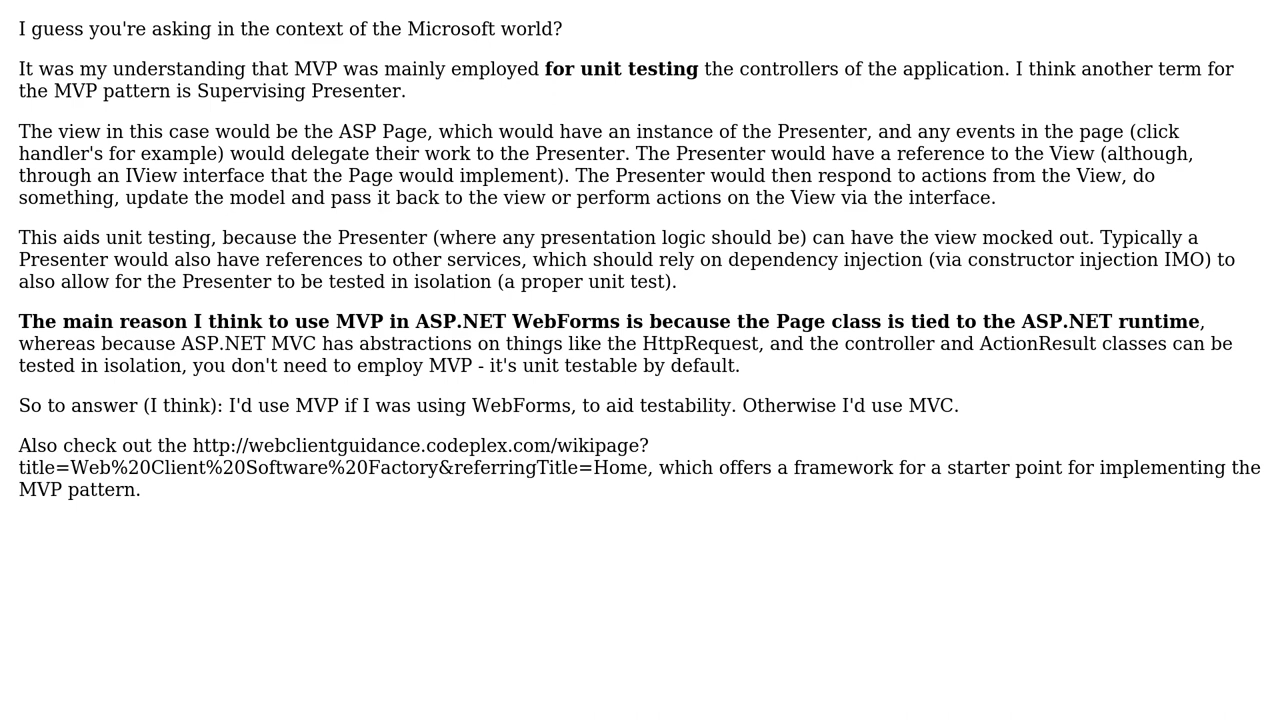 I guess you're asking in the context of the Microsoft world?
It was my understanding that MVP was mainly employed for unit testing the controllers of the application. I think another term for
the MVP pattern is Supervising Presenter.
The view in this case would be the ASP Page, which would have an instance of the Presenter, and any events in the page (click
handler's for example) would delegate their work to the Presenter. The Presenter would have a reference to the View (although,
through an IView interface that the Page would implement). The Presenter would then respond to actions from the View, do
something, update the model and pass it back to the view or perform actions on the View via the interface.
This aids unit testing, because the Presenter (where any presentation logic should be) can have the view mocked out. Typically a
Presenter would also have references to other services, which should rely on dependency injection (via constructor injection IMO) to
also allow for the Presenter to be tested in isolation (a proper unit test).
The main reason I think to use MVP in ASP.NET WebForms is because the Page class is tied to the ASP.NET runtime,
whereas because ASP.NET MVC has abstractions on things like the HttpRequest, and the controller and ActionResult classes can be
tested in isolation, you don't need to employ MVP - it's unit testable by default.
So to answer (I think): I'd use MVP if I was using WebForms, to aid testability. Otherwise I'd use MVC.
Also check out the http://webclientguidance.codeplex.com/wikipage?
title=Web%20Client%20Software%20Factory&referringTitle=Home, which offers a framework for a starter point for implementing the
MVP pattern.